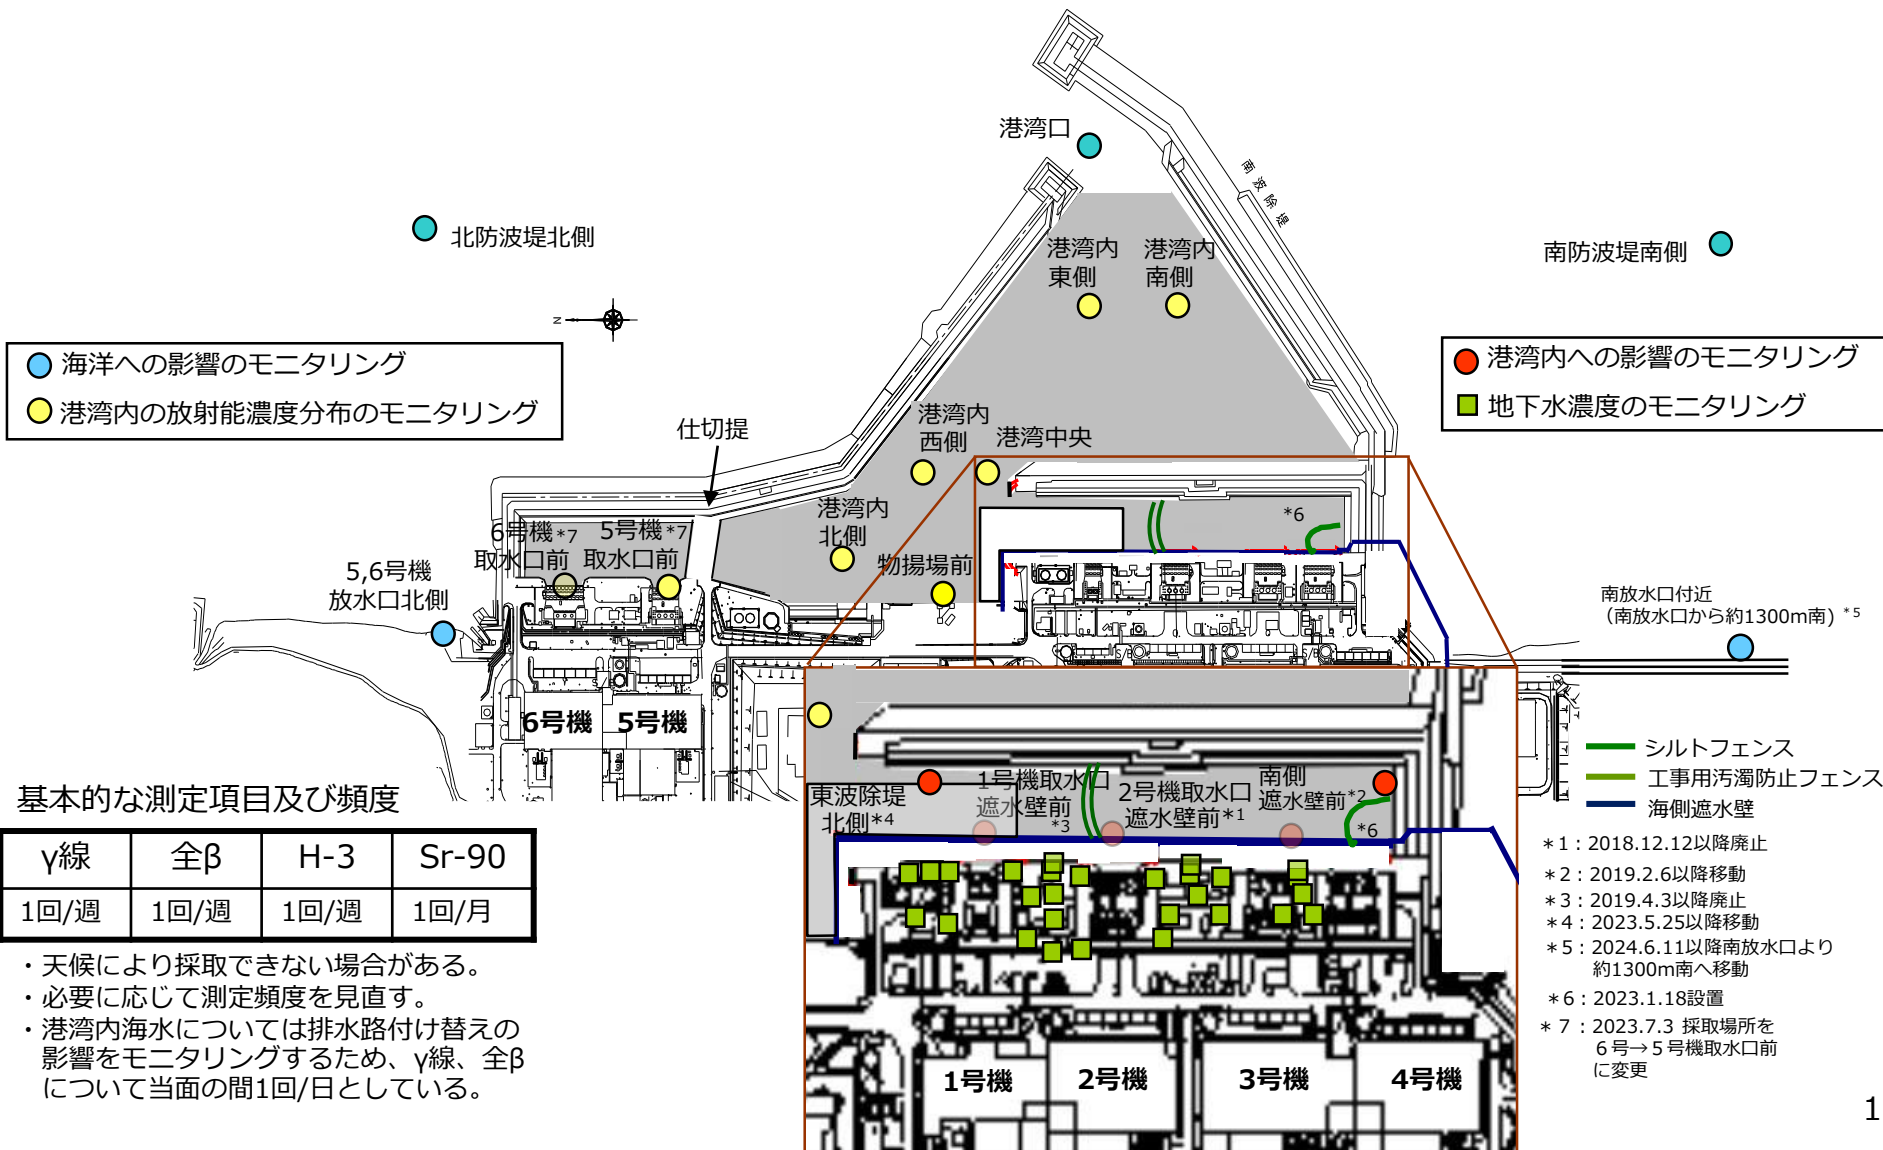 港湾口
南波除堤
北防波堤北側
南防波堤南側
港湾内
東側
港湾内
南側
N
海洋への影響のモニタリング
港湾内の放射能濃度分布のモニタリング
港湾内への影響のモニタリング
地下水濃度のモニタリング
仕切提
港湾内
西側
港湾中央
港湾内
北側
物揚場前
6号機*7
取水口前
5号機*7
取水口前
*6
5,6号機
放水口北側
南放水口付近
（南放水口から約1300m南) *5
S/B
S/B
6号機
5号機
東波除堤
北側*4
1号機取水口
遮水壁前
*3
2号機取水口
遮水壁前*1
南側
遮水壁前*2
*6
1号機
2号機
3号機
4号機
シルトフェンス
工事用汚濁防止フェンス
海側遮水壁
基本的な測定項目及び頻度
γ線 全β H-3 Sr-90
1回/週 1回/週 1回/週 1回/月
・天候により採取できない場合がある。
・必要に応じて測定頻度を見直す。
・港湾内海水については排水路付け替えの
影響をモニタリングするため、γ線、全β
について当面の間1回/日としている。
*1：2018.12.12以降廃止
*2：2019.2.6以降移動
*3：2019.4.3以降廃止
*4：2023.5.25以降移動
*5：2024.6.11以降南放水口より
約1300m南へ移動
*6：2023.1.18設置
*7：2023.7.3 採取場所を
６号→５号機取水口前
に変更
1